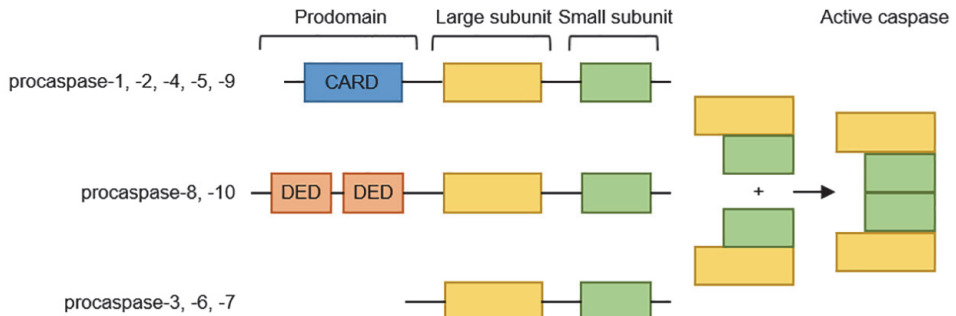 Prodomain Large subunit Small subunit Active caspase
procaspase-1, -2, -4, -5, -9 CARD
procaspase-8, -10 DED DED +
procaspase-3, -6, -7